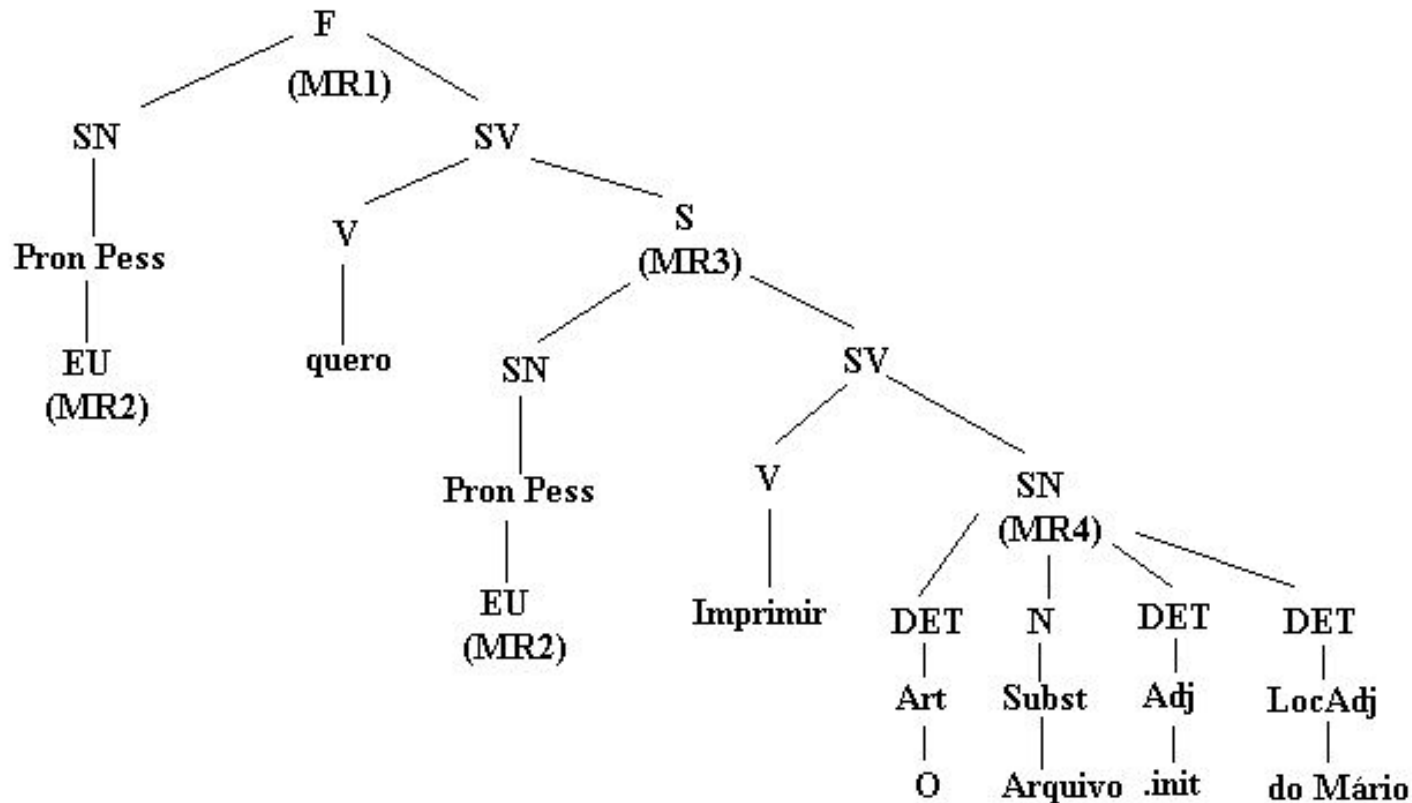 F
(MR1)
SN SV
V S
Pron Pess (MR3)
EU quero SN SV
(MR2)
V SN
Pron Pess (MR4)
EU Imprimir DET N DET DET
(MR2)
Art Subst Adj LocAdj
O Arquivo .init do Mário